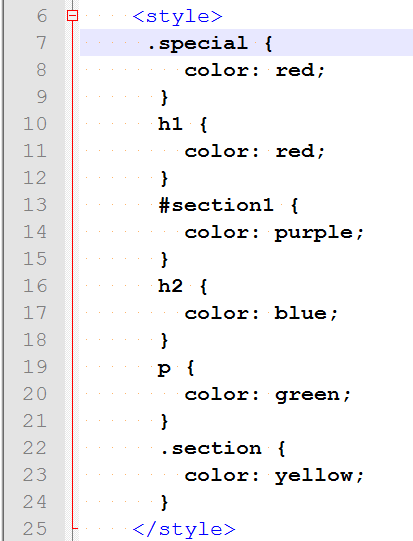 6 <style>
7 .special {
8 color: red;
9 }
10 h1 {
11 color: red;
12 }
13 #section1 {
14 color: purple;
15 }
16 h2 {
17 color: blue;
18 }
19 p {
20 color: green;
21 }
22 .section {
23 color: yellow;
24 }
25 </style>